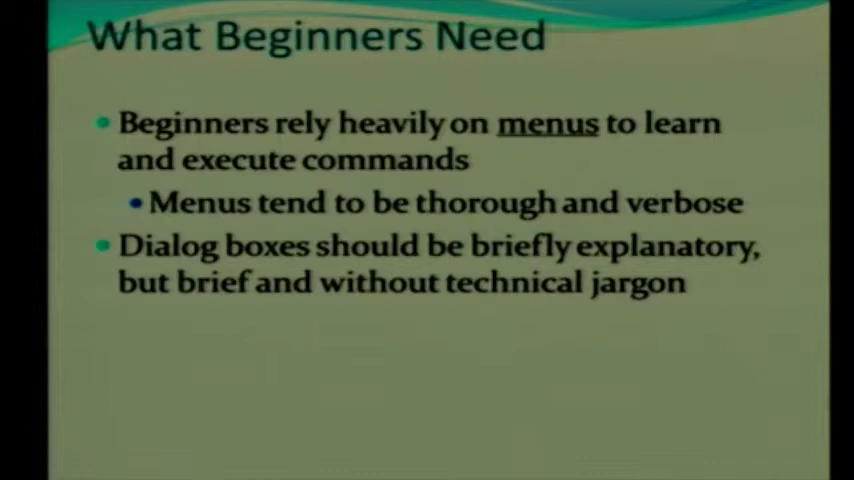 What Beginners Need
• Beginners rely heavily on menus to learn
and execute commands
• Menus tend to be thorough and verbose
• Dialog boxes should be briefly explanatory,
but brief and without technical jargon